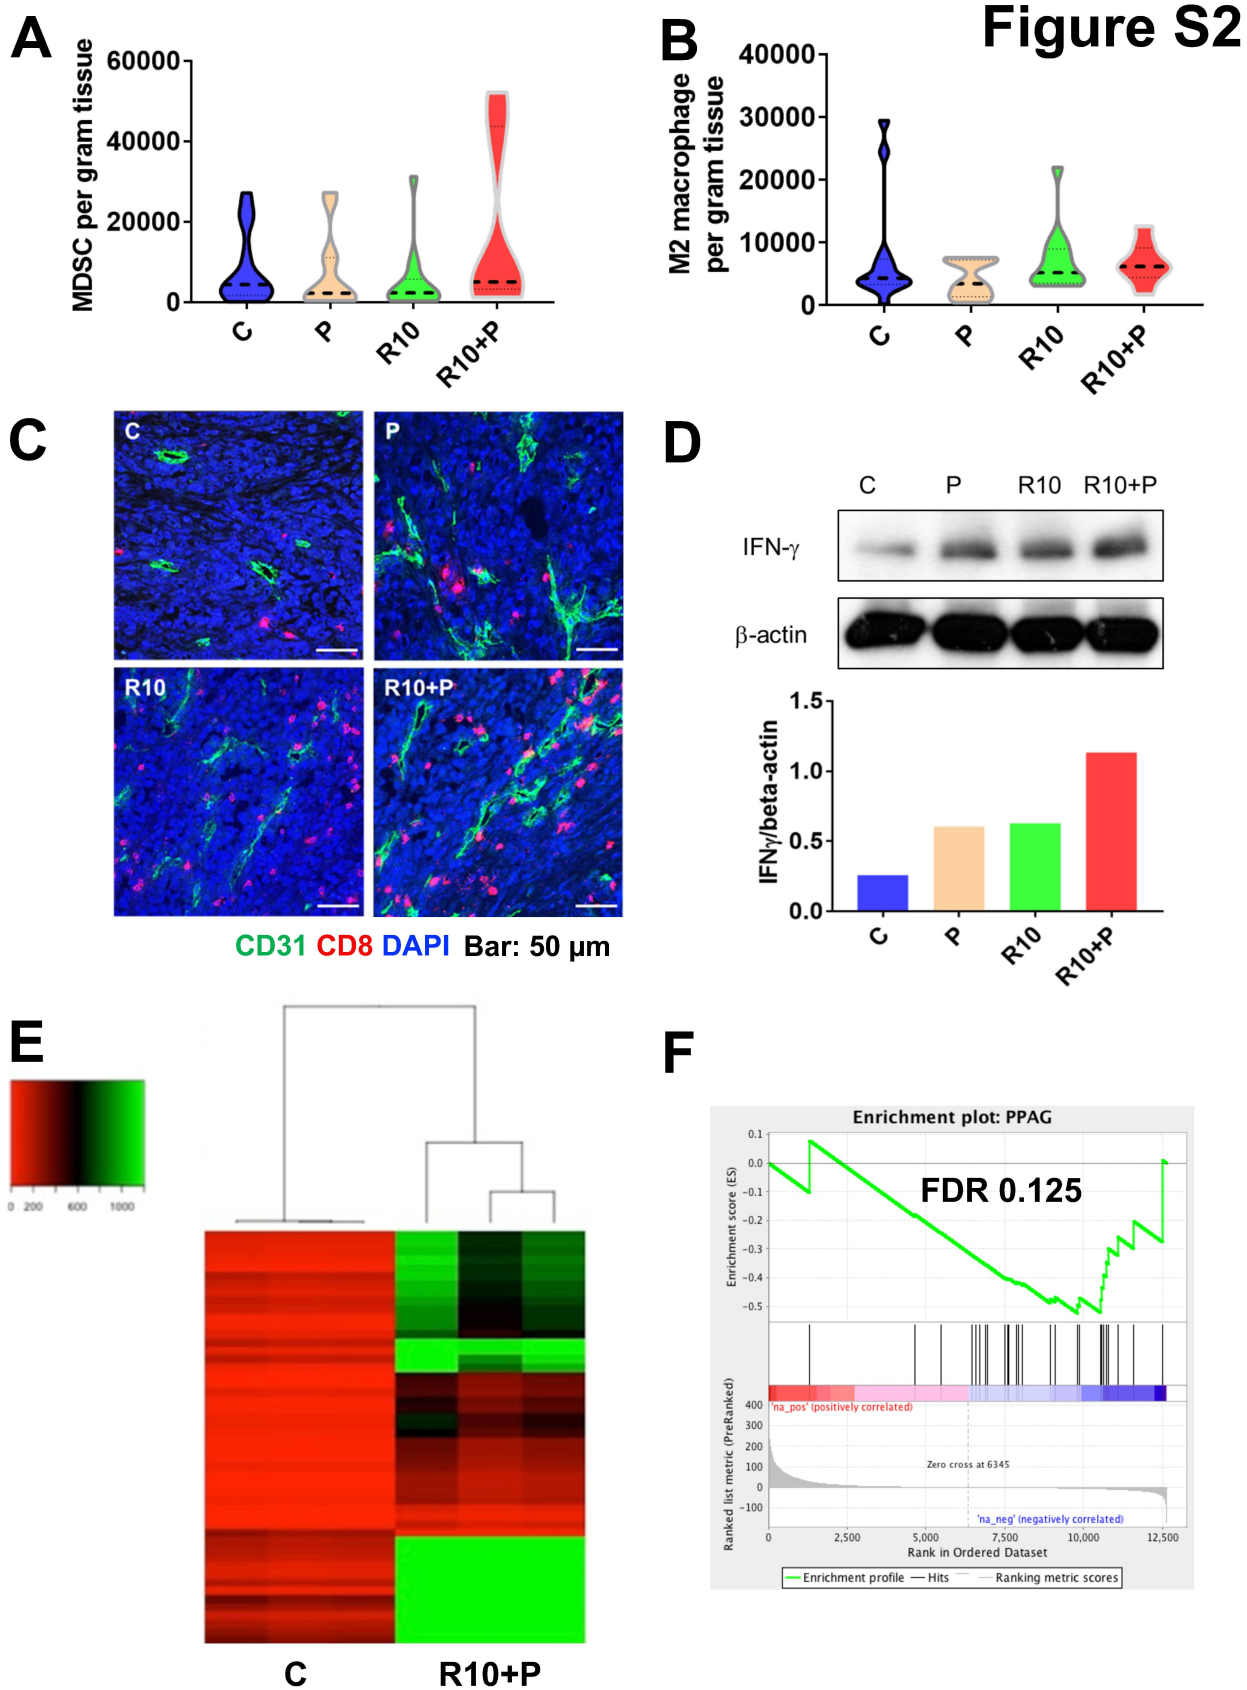 Figure S2
A
MDSC per gram tissue
60000
40000
20000
0
C
P
R10
R10+P
B
M2 macrophage
per gram tissue
40000
30000
20000
10000
0
C
P
R10
R10+P
C
C
P
R10
R10+P
CD31 CD8 DAPI Bar: 50 µm
D
C P R10 R10+P
IFN-γ
β-actin
IFNγ/beta-actin
1.5
1.0
0.5
0.0
C
P
R10
R10+P
E
0 200 600 1000
C R10+P
F
Enrichment plot: PPAG
Enrichment score (ES)
0.1
0.0
-0.1
-0.2
-0.3
-0.4
-0.5
FDR 0.125
'na_pos' (positively correlated)
Ranked list metric (PreRanked)
400
300
200
100
0
-100
Zero cross at 6345
'na_neg' (negatively correlated)
0 2,500 5,000 7,500 10,000 12,500
Rank in Ordered Dataset
Enrichment profile Hits Ranking metric scores